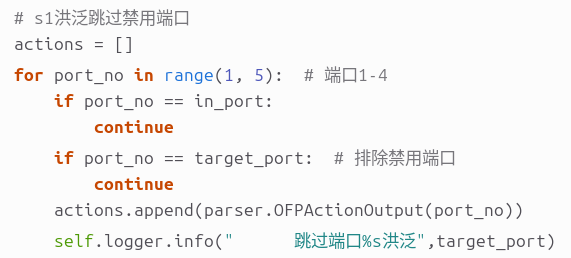 # s1洪泛跳过禁用端口
actions = []
for port_no in range(1, 5):  # 端口1-4
    if port_no == in_port:
        continue
    if port_no == target_port:  # 排除禁用端口
        continue
    actions.append(parser.OFPActionOutput(port_no))
    self.logger.info("      跳过端口%s洪泛",target_port)